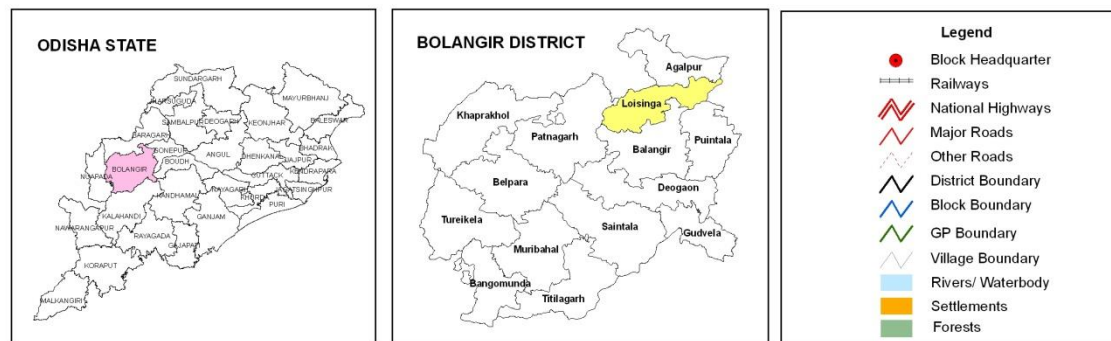 ODISHA STATE
SUNDARGARH
JHARSUGUDA
MAYURBHANJ
SAMBALPUR
DEOGARH
KEONJHAR
BALESWAR
BARAGARH
SONEPUR
ANGUL
DHENKANAL
BHADRAK
JAJPUR
BOLANGIR
BOUDH
NUAPADA
CUTTACK
KENDRAPARA
KANDHAMAL
NAYAGARH
JAGATSINGHPUR
KHURDA
PURI
KALAHANDI
GANJAM
NAWARANGAPUR
RAYAGADA
GAJAPATI
KORAPUT
MALKANGIRI
BOLANGIR DISTRICT
Agalpur
Loisinga
Khaprakhol
Patnagarh
Puintala
Balangir
Belpara
Deogaon
Tureikela
Saintala
Gudvela
Muribahal
Bangomunda
Titilagarh
Legend
Block Headquarter
Railways
National Highways
Major Roads
Other Roads
District Boundary
Block Boundary
GP Boundary
Village Boundary
Rivers/ Waterbody
Settlements
Forests